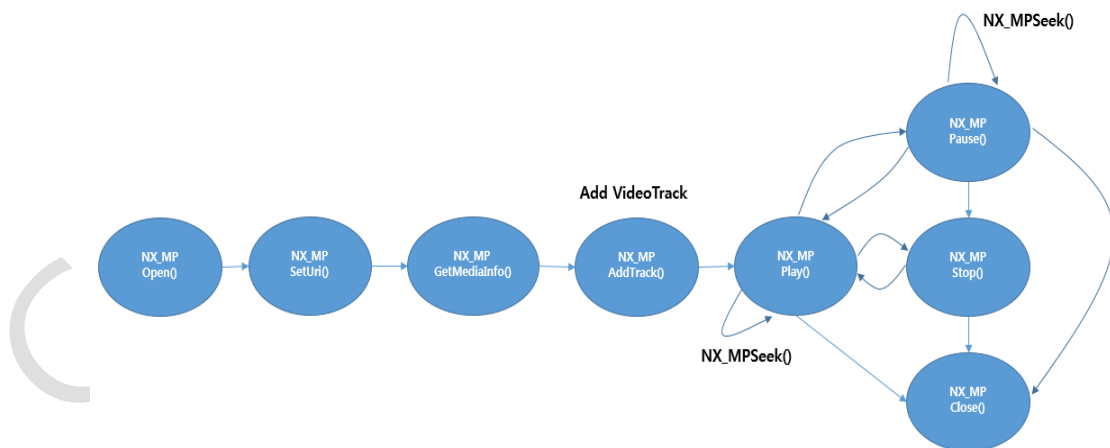 NX_MPSeek()
NX_MP
Pause()
Add VideoTrack
NX_MP
Open()
NX_MP
SetUri()
NX_MP
GetMediaInfo()
NX_MP
AddTrack()
NX_MP
Play()
NX_MP
Stop()
NX_MPSeek()
NX_MP
Close()